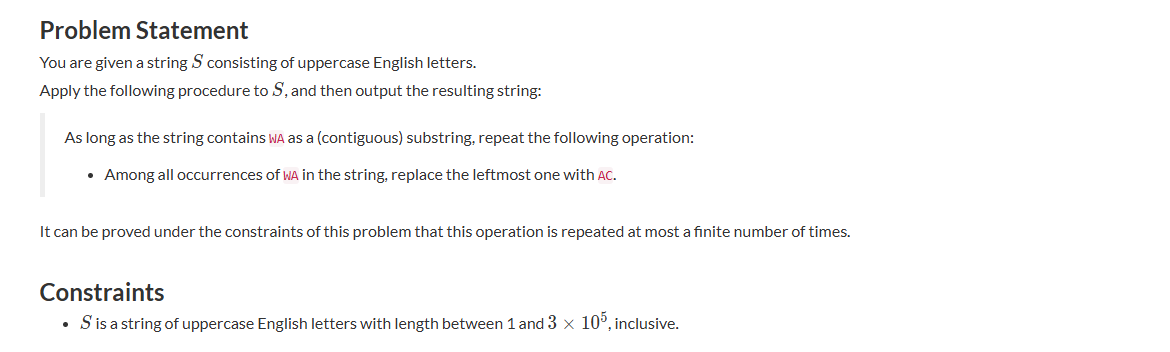 Problem Statement
You are given a string S consisting of uppercase English letters.
Apply the following procedure to S, and then output the resulting string:
As long as the string contains WA as a (contiguous) substring, repeat the following operation:
• Among all occurrences of WA in the string, replace the leftmost one with AC.
It can be proved under the constraints of this problem that this operation is repeated at most a finite number of times.
Constraints
• S is a string of uppercase English letters with length between 1 and 3 × 10⁵, inclusive.